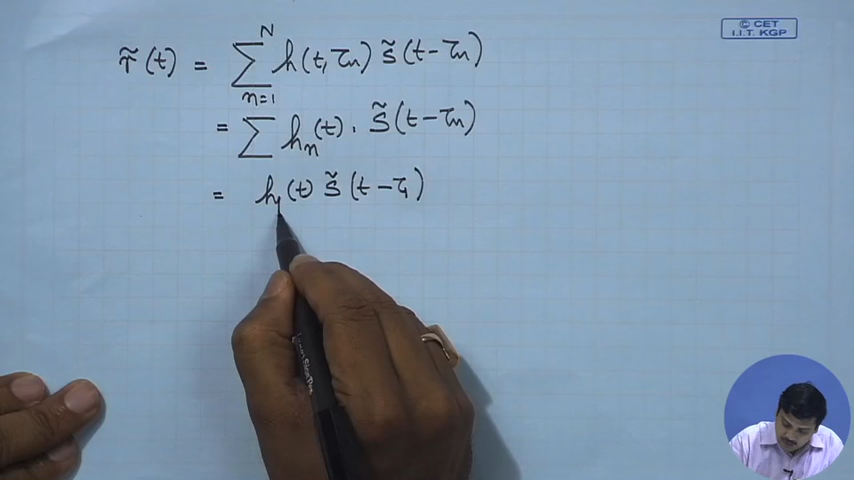 © CET
I.I.T. KGP
r̃(t) = Σ_{n=1}^{N} h(t, τ_n) s̃(t-τ_n)
= Σ h_n(t) . s̃(t-τ_n)
= h_1(t) s̃(t-τ_1)